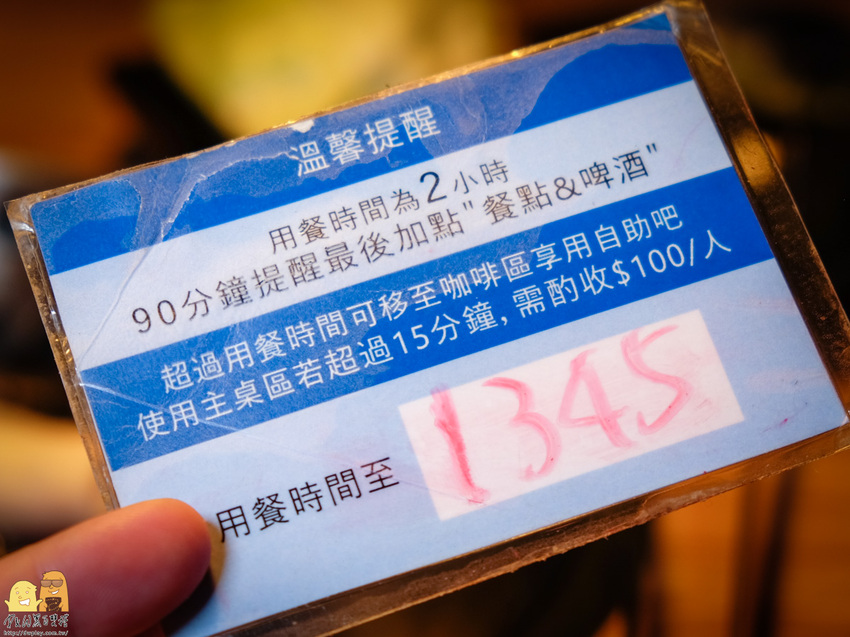 溫馨提醒
用餐時間為2小時
90分鐘提醒最後加點"餐點&啤酒"
超過用餐時間可移至咖啡區享用自助吧
使用主桌區若超過15分鐘,需酌收$100/人
用餐時間至
1345